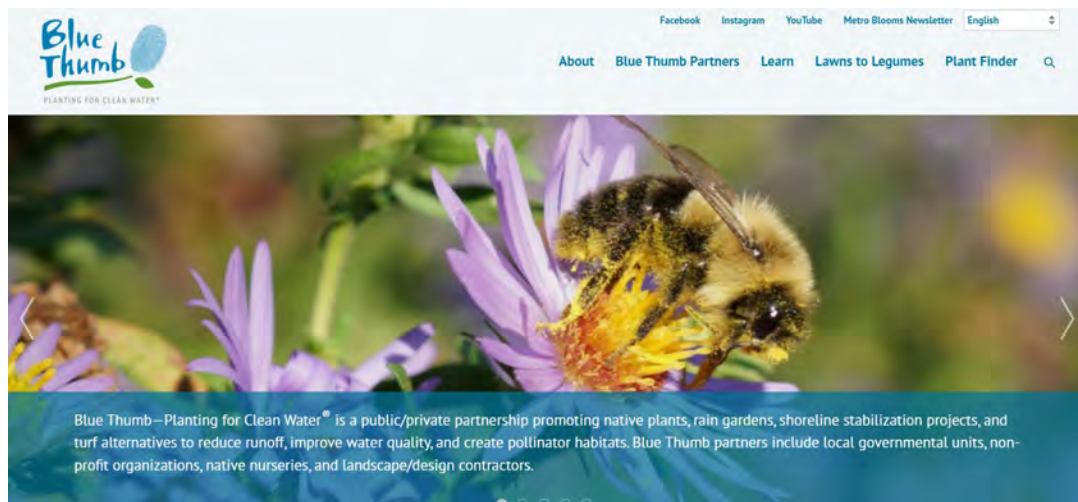 Blue
Thumb
PLANTING FOR CLEAN WATER®
Facebook Instagram YouTube Metro Blooms Newsletter English
About Blue Thumb Partners Learn Lawns to Legumes Plant Finder
Blue Thumb—Planting for Clean Water® is a public/private partnership promoting native plants, rain gardens, shoreline stabilization projects, and
turf alternatives to reduce runoff, improve water quality, and create pollinator habitats. Blue Thumb partners include local governmental units, non-
profit organizations, native nurseries, and landscape/design contractors.